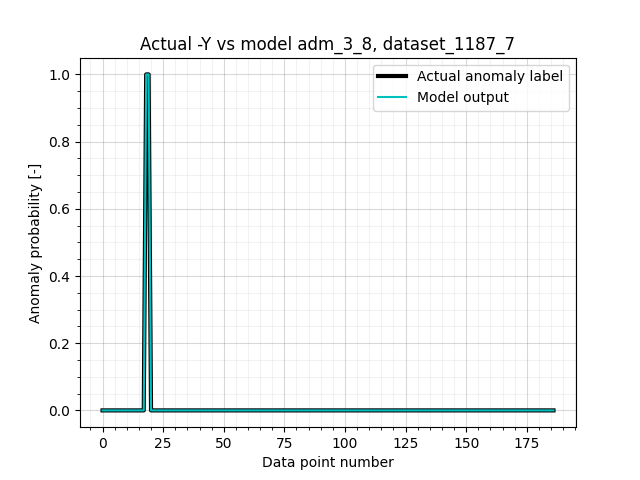 Actual -Y vs model adm_3_8, dataset_1187_7
Actual anomaly label
Model output
Anomaly probability [-]
1.0
0.8
0.6
0.4
0.2
0.0
0 25 50 75 100 125 150 175
Data point number